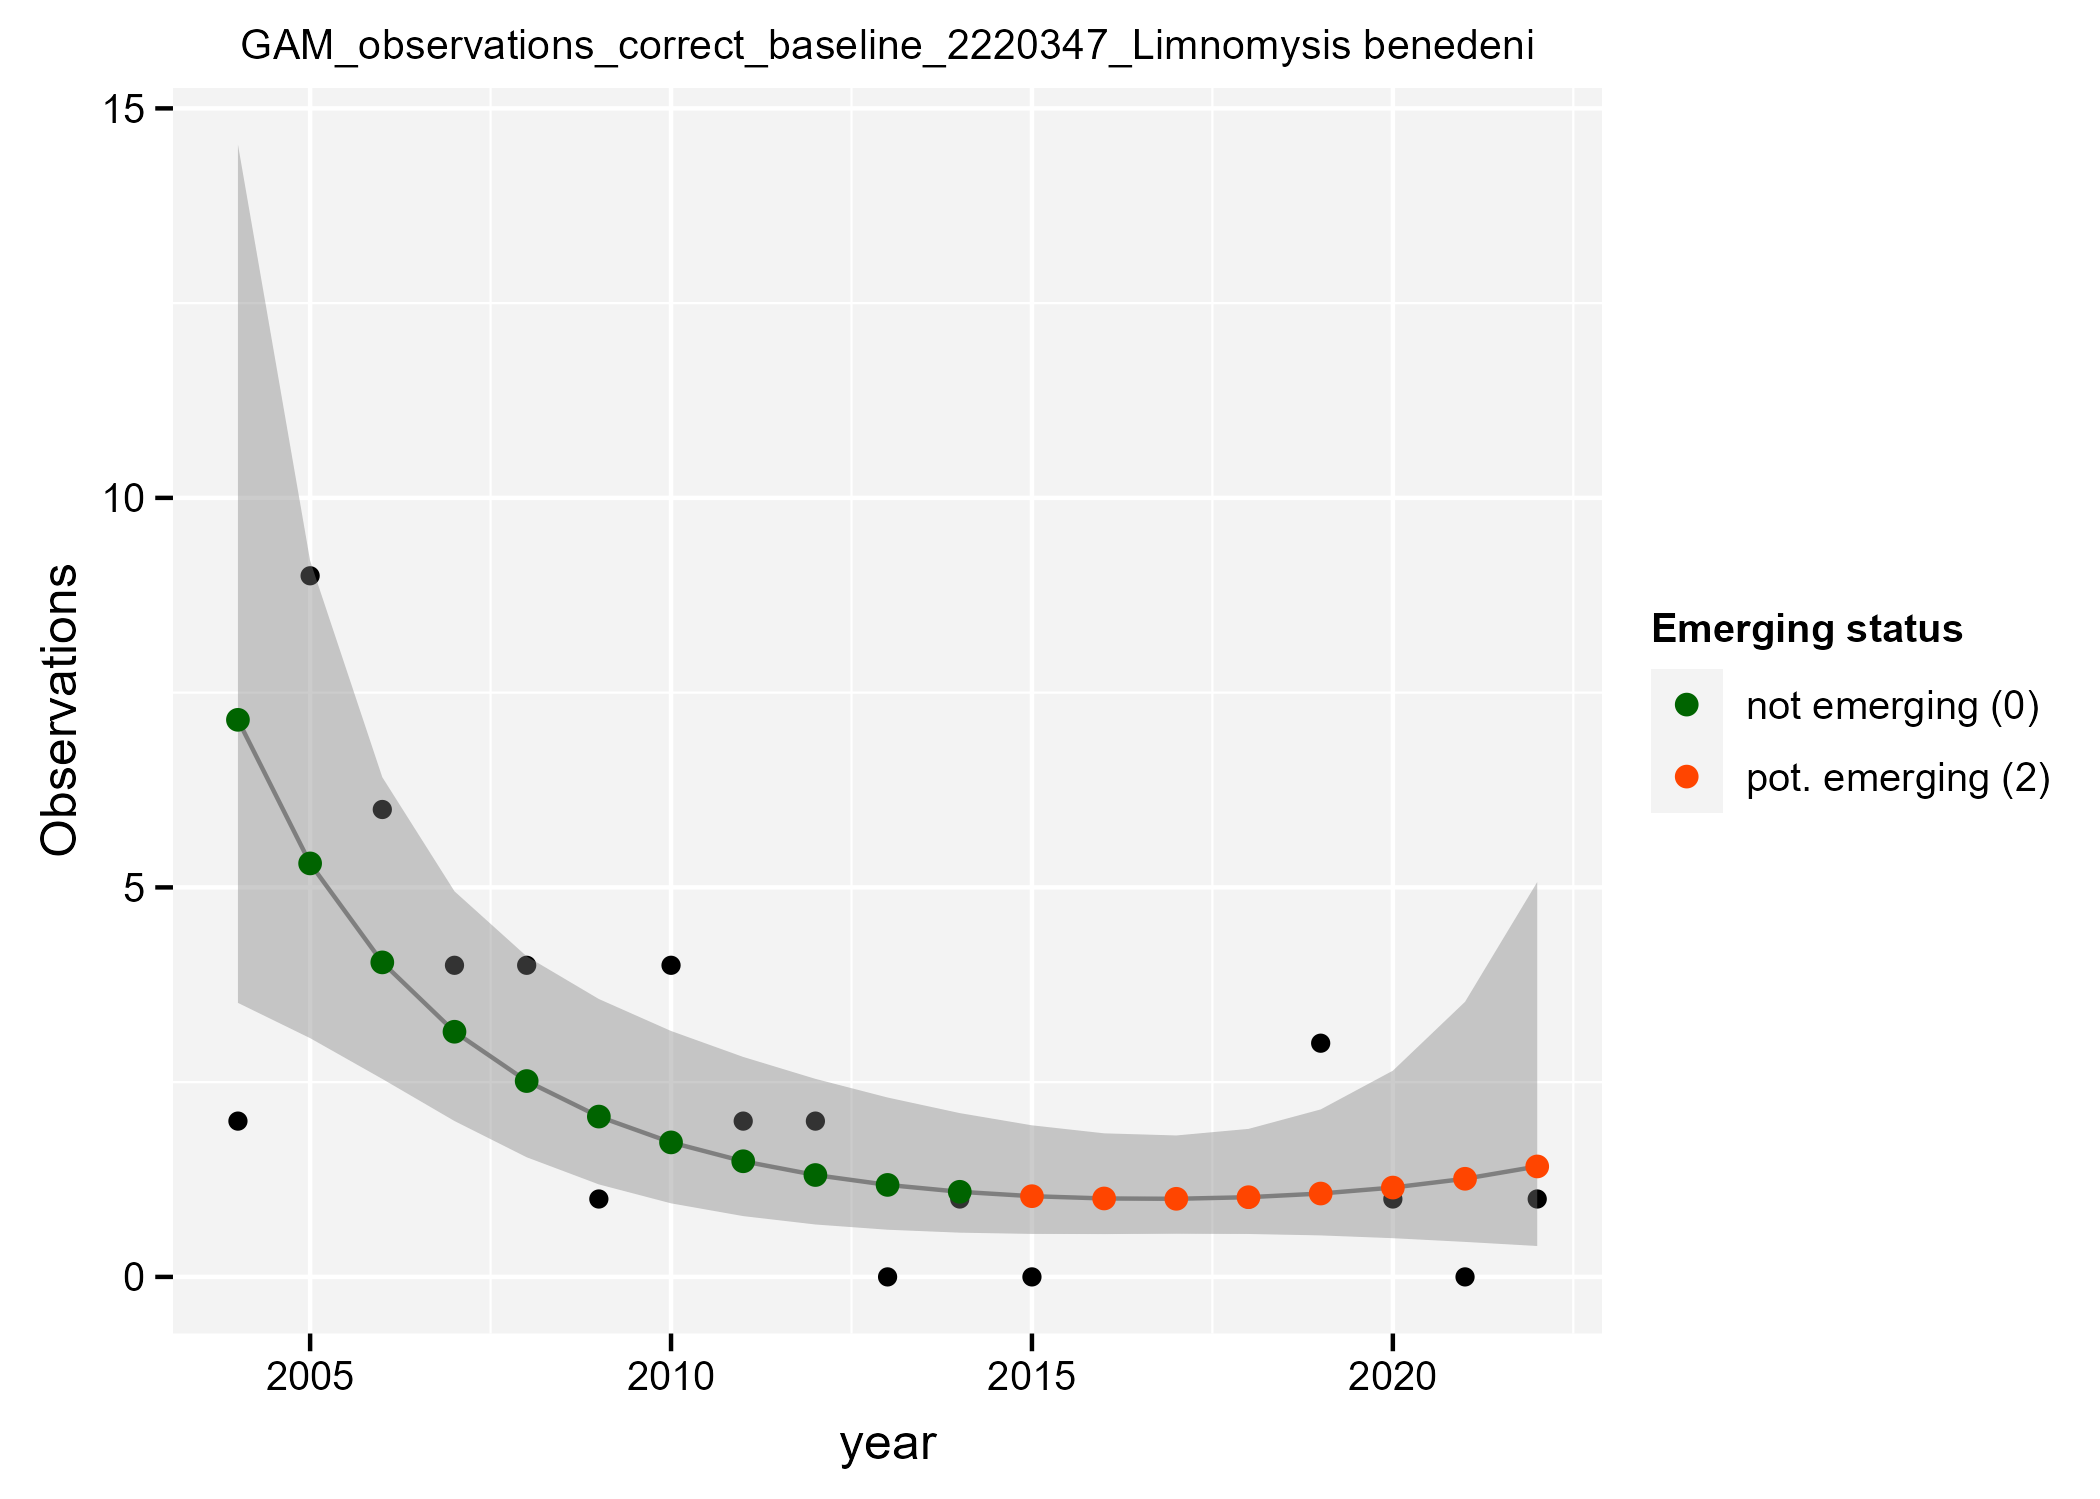 GAM_observations_correct_baseline_2220347_Limnomysis benedeni
15
10
5
0
Observations
2005
2010
2015
2020
year
Emerging status
not emerging (0)
pot. emerging (2)